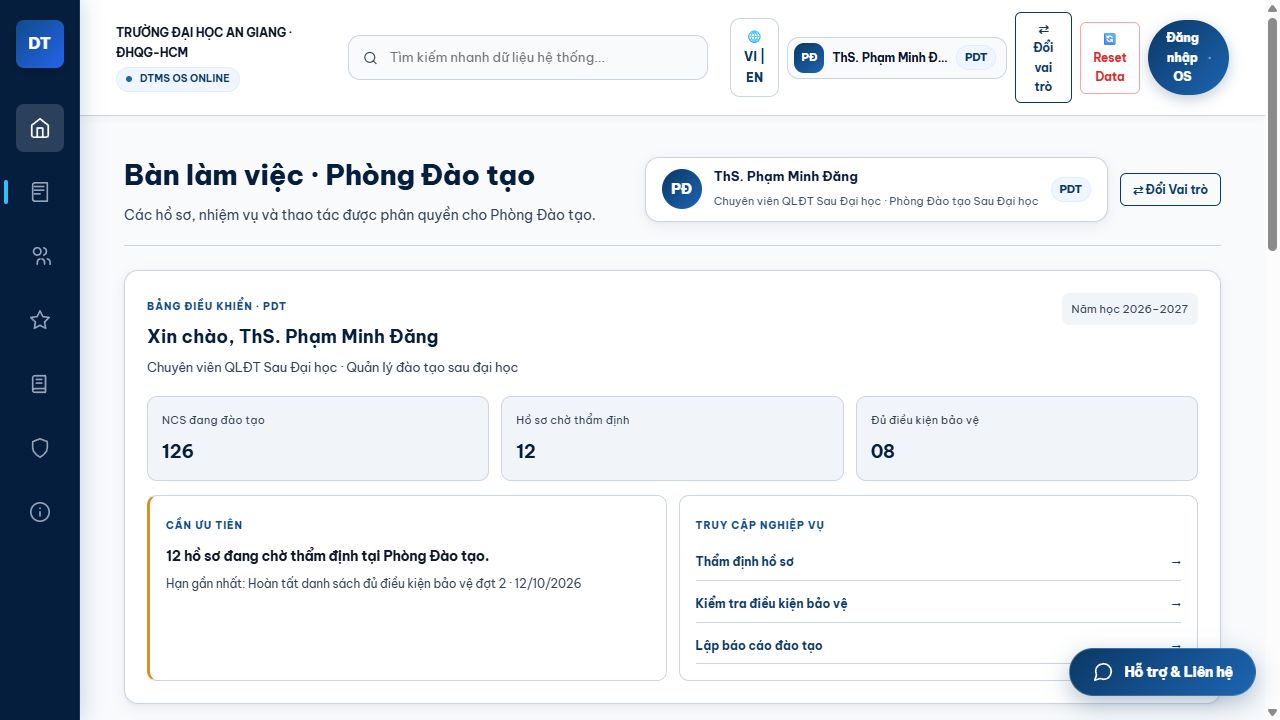 DT
TRƯỜNG ĐẠI HỌC AN GIANG ·
ĐHQG-HCM
DTMS OS ONLINE
Tìm kiếm nhanh dữ liệu hệ thống...
🌐
VI |
EN
PĐ
ThS. Phạm Minh Đ...
PDT
⇄
Đổi
vai
trò
🔄
Reset
Data
Đăng
nhập
OS
Bàn làm việc · Phòng Đào tạo
Các hồ sơ, nhiệm vụ và thao tác được phân quyền cho Phòng Đào tạo.
PĐ
ThS. Phạm Minh Đăng
Chuyên viên QLĐT Sau Đại học · Phòng Đào tạo Sau Đại học
PDT
⇄ Đổi Vai trò
BẢNG ĐIỀU KHIỂN · PDT
Năm học 2026–2027
Xin chào, ThS. Phạm Minh Đăng
Chuyên viên QLĐT Sau Đại học · Quản lý đào tạo sau đại học
NCS đang đào tạo
126
Hồ sơ chờ thẩm định
12
Đủ điều kiện bảo vệ
08
CẦN ƯU TIÊN
12 hồ sơ đang chờ thẩm định tại Phòng Đào tạo.
Hạn gần nhất: Hoàn tất danh sách đủ điều kiện bảo vệ đợt 2 · 12/10/2026
TRUY CẬP NGHIỆP VỤ
Thẩm định hồ sơ →
Kiểm tra điều kiện bảo vệ →
Lập báo cáo đào tạo →
Hỗ trợ & Liên hệ